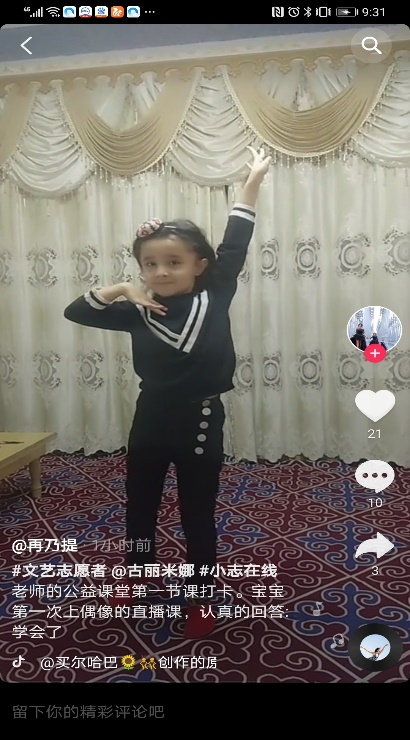 9:31
@再乃提 · 1小时前
#文艺志愿者 @古丽米娜 #小志在线
老师的公益课堂第一节课打卡。宝宝
第一次上偶像的直播课，认真的回答:
学会了
@买尔哈巴🌻👯创作的原
21
10
3
留下你的精彩评论吧